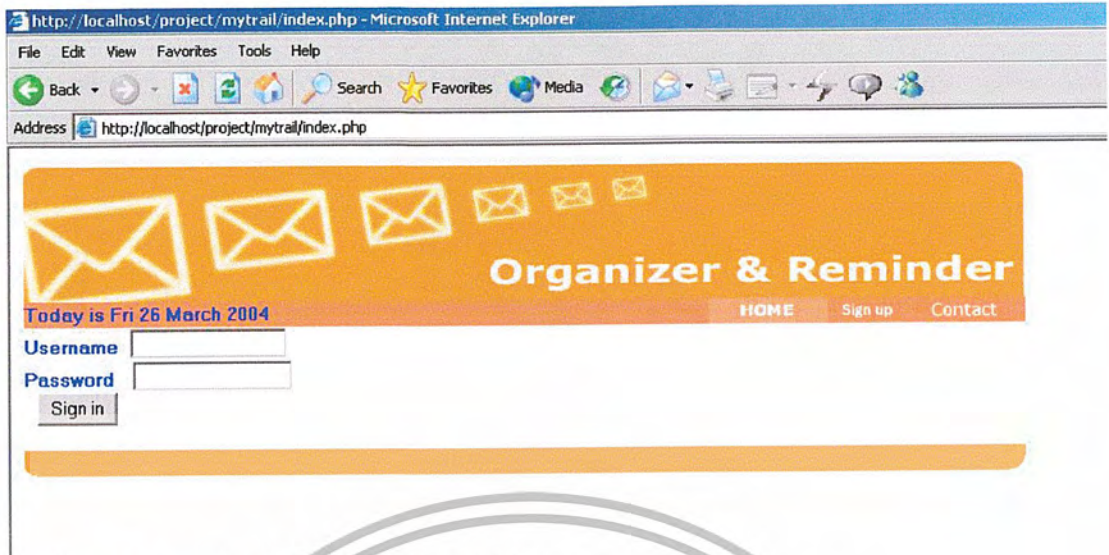 http://localhost/project/mytrail/index.php - Microsoft Internet Explorer
File Edit View Favorites Tools Help
Back Search Favorites Media
Address http://localhost/project/mytrail/index.php
Organizer & Reminder
Today is Fri 26 March 2004 HOME Sign up Contact
Username
Password
Sign in